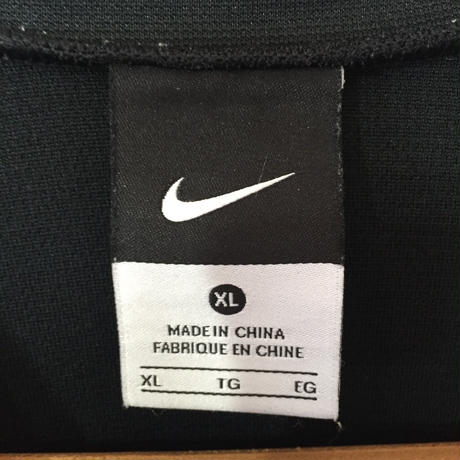 XL
MADE IN CHINA
FABRIQUE EN CHINE
XL TG EG